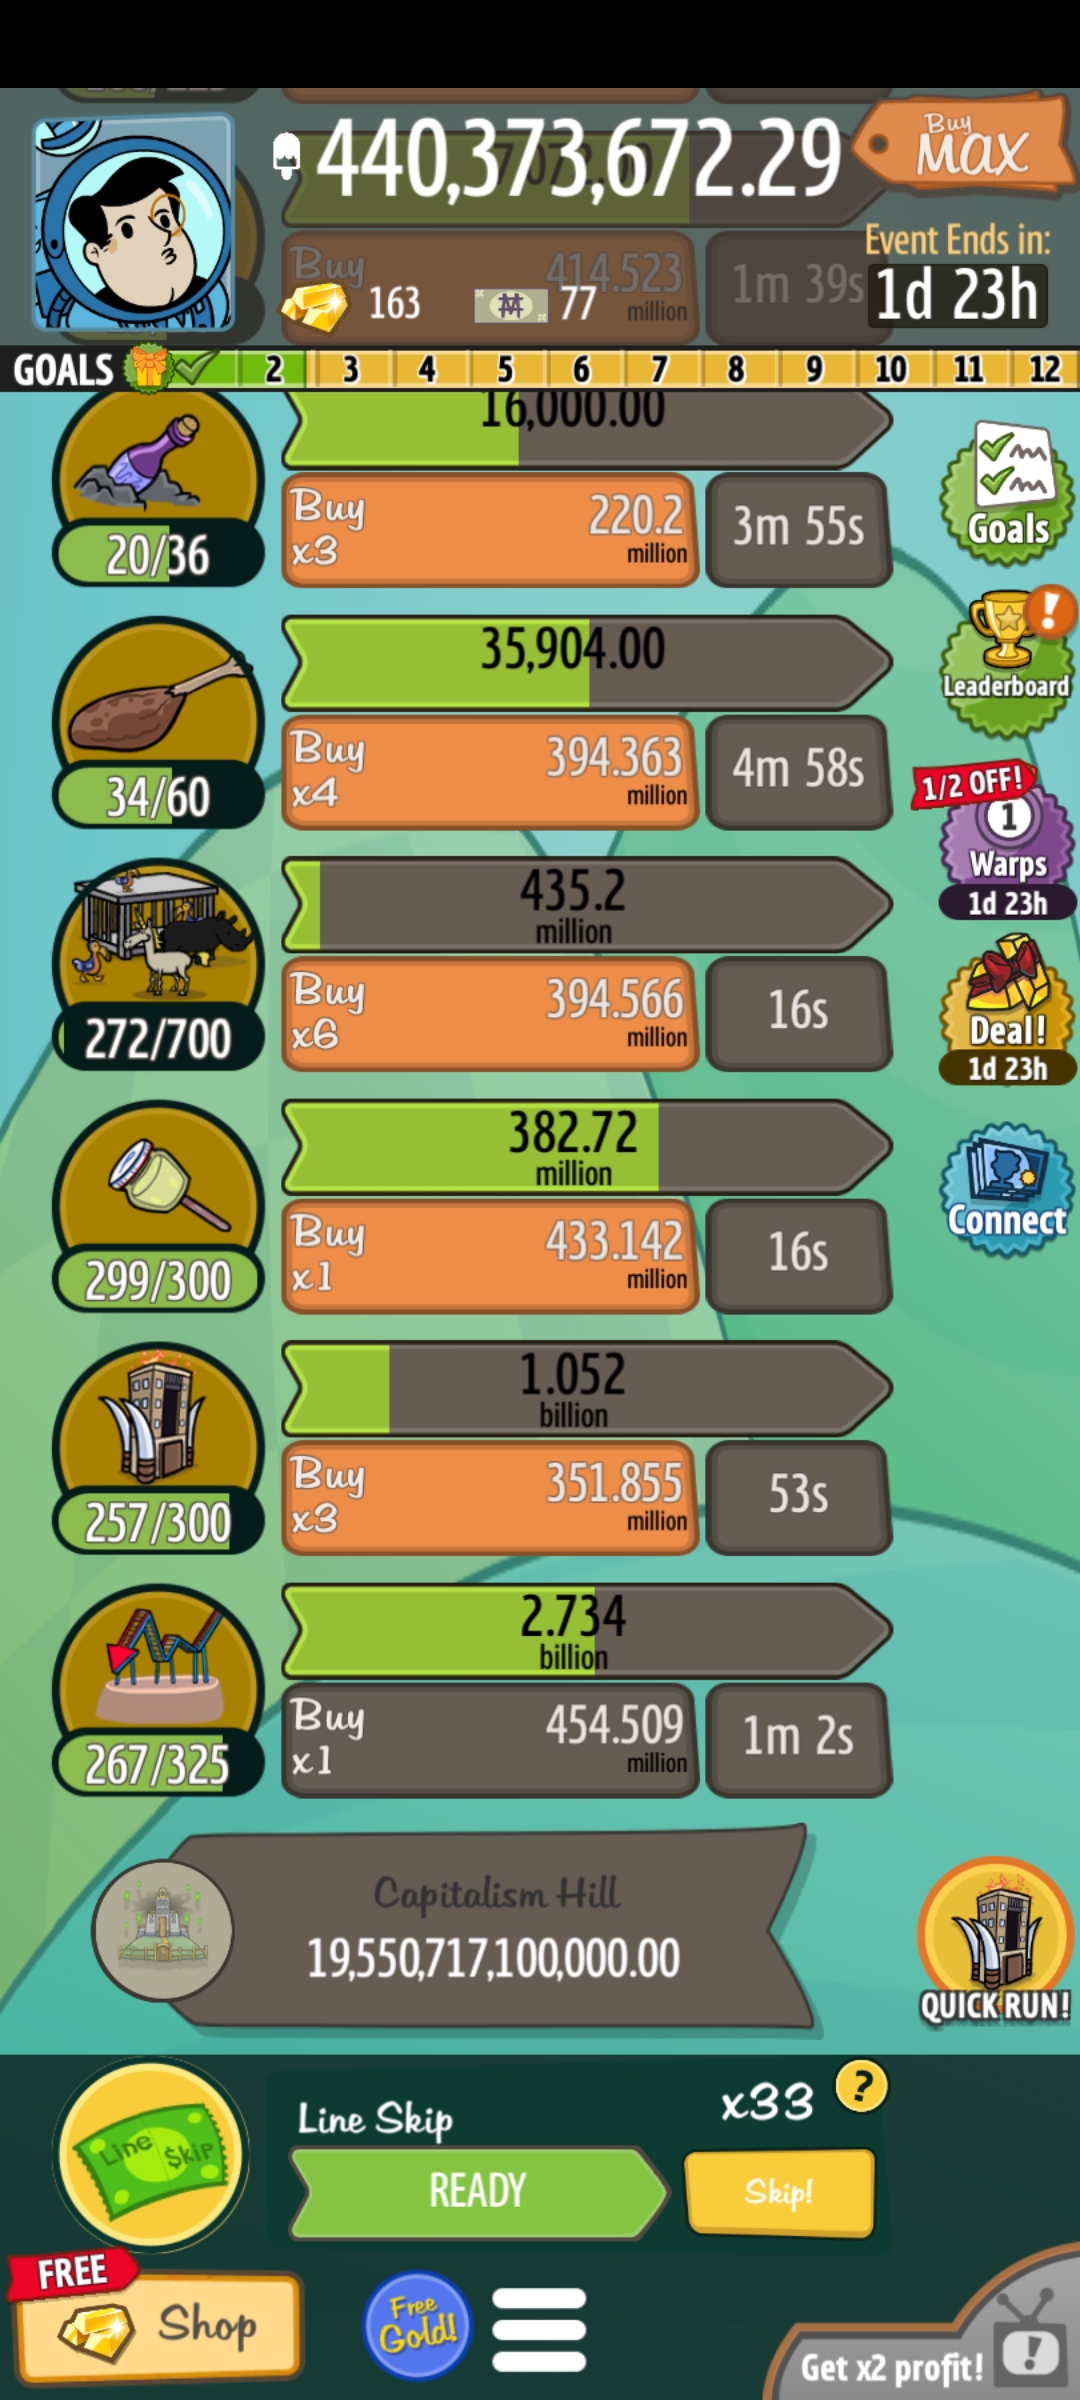 440,373,672.29
Buy
MAX
Buy
414.523
million
1m 39s
163
77
Event Ends in:
1d 23h
GOALS 2 3 4 5 6 7 8 9 10 11 12
16,000.00
20/36
Buy
x3
220.2
million
3m 55s
Goals
35,904.00
34/60
Buy
x4
394.363
million
4m 58s
!
Leaderboard
1/2 OFF!
1
Warps
1d 23h
435.2
million
272/700
Buy
x6
394.566
million
16s
Deal!
1d 23h
382.72
million
299/300
Buy
x1
433.142
million
16s
Connect
1.052
billion
257/300
Buy
x3
351.855
million
53s
2.734
billion
267/325
Buy
x1
454.509
million
1m 2s
Capitalism Hill
19,550,717,100,000.00
QUICK RUN!
Line $kip
Line Skip
x33
?
READY
Skip!
FREE
Shop
Free
Gold!
Get x2 profit!
!